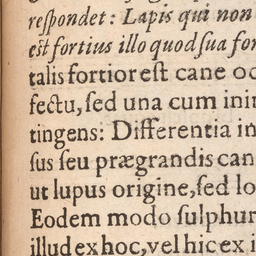 reſpondet: Lapis qui non
eſt fortius illo quod ſua for
talis fortior eſt cane oc
fectu, ſed una cum ini
tingens: Differentia in
ſus ſeu prægrandis can
ut lupus origine, ſed lo
Eodem modo ſulphur
illud ex hoc, vel hic ex i